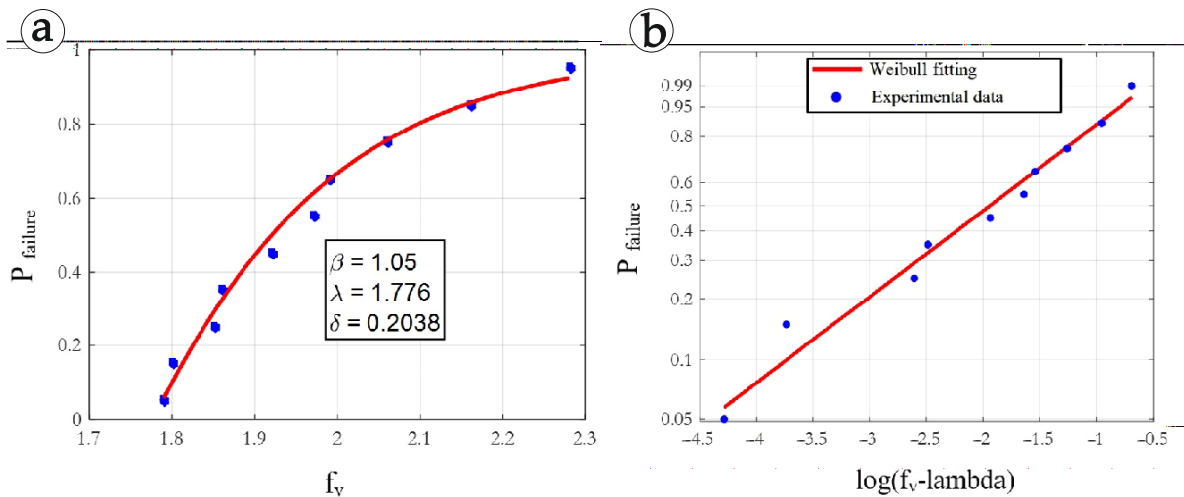 a
P failure
1
0.8
0.6
0.4
0.2
0
1.7
1.8
1.9
2
2.1
2.2
2.3
fv
β = 1.05
λ = 1.776
δ = 0.2038
b
P failure
0.99
0.95
0.8
0.6
0.5
0.4
0.3
0.2
0.1
0.05
–4.5
–4
–3.5
–3
–2.5
–2
–1.5
–1
–0.5
log(fv-lambda)
Weibull fitting
Experimental data